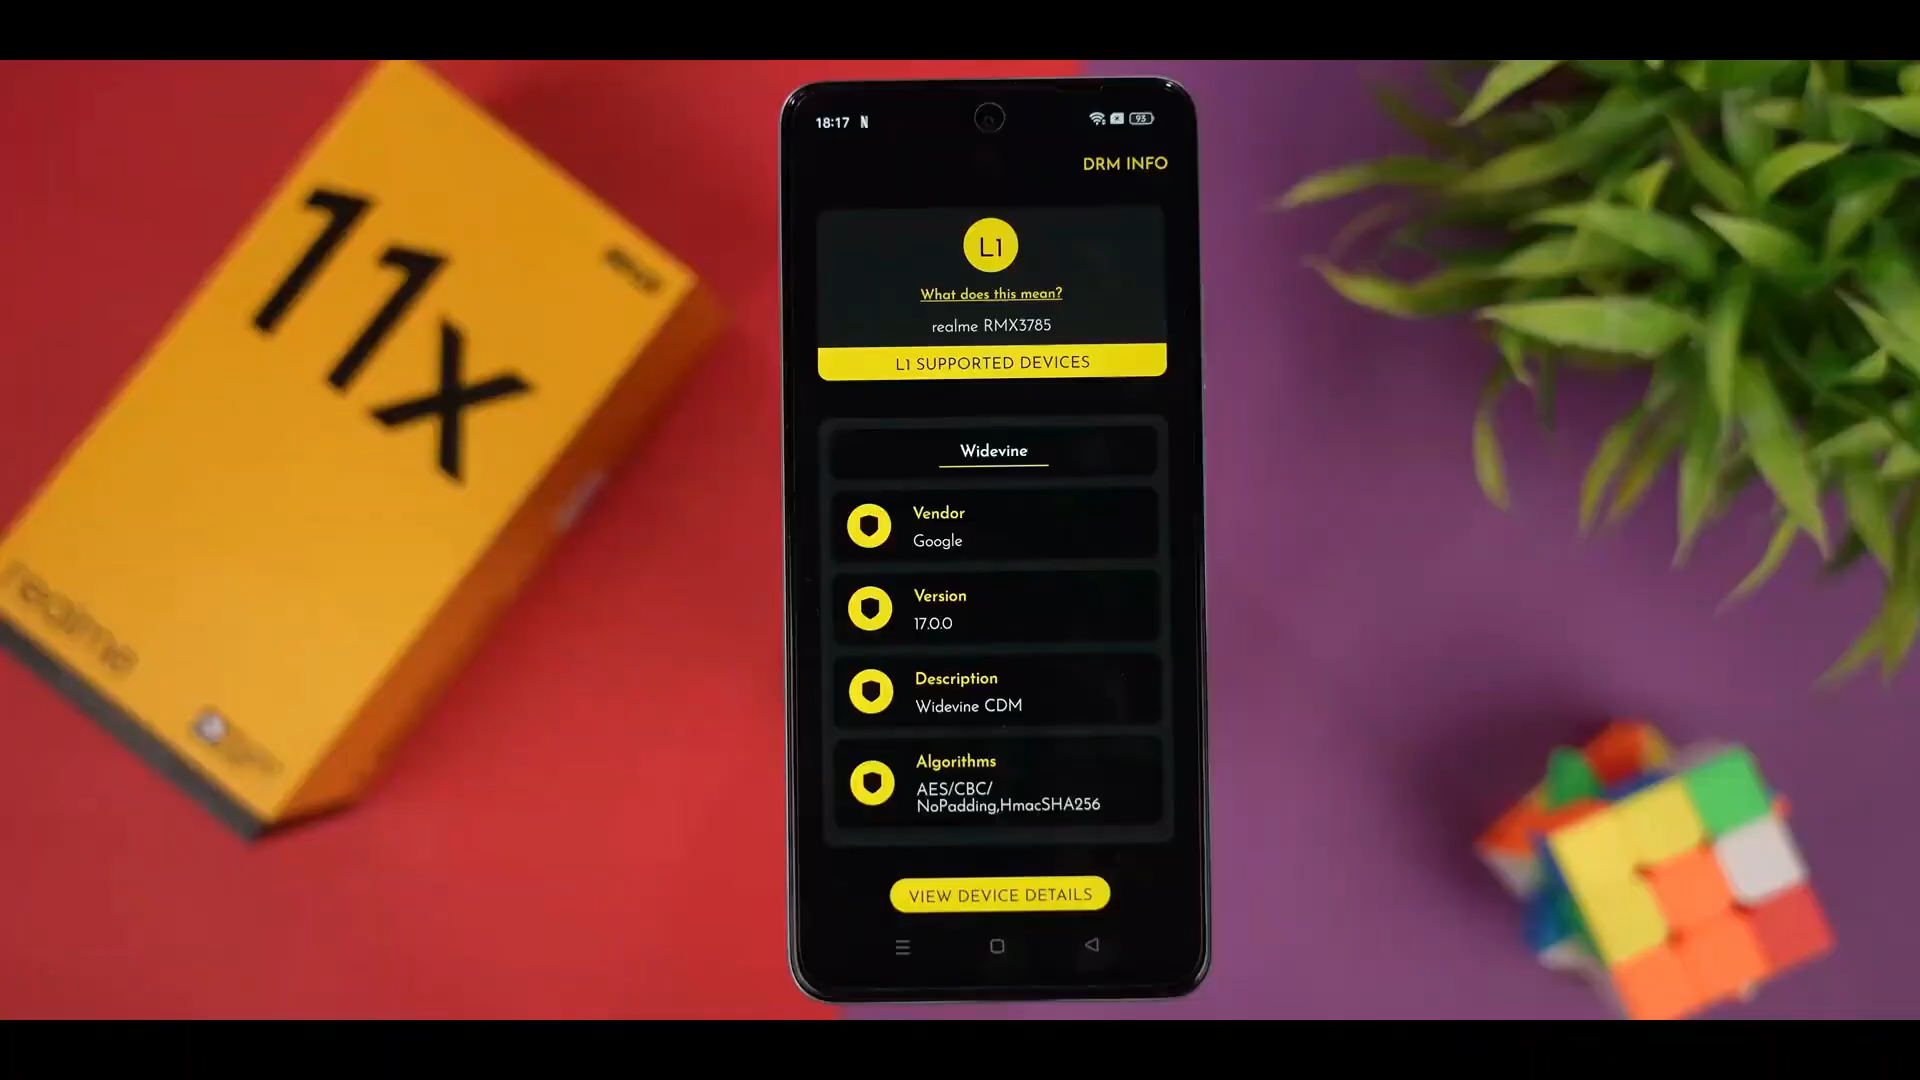 11x
realme
18:17 N
93
DRM INFO
L1
What does this mean?
realme RMX3785
L1 SUPPORTED DEVICES
Widevine
Vendor
Google
Version
17.0.0
Description
Widevine CDM
Algorithms
AES/CBC/
NoPadding,HmacSHA256
VIEW DEVICE DETAILS